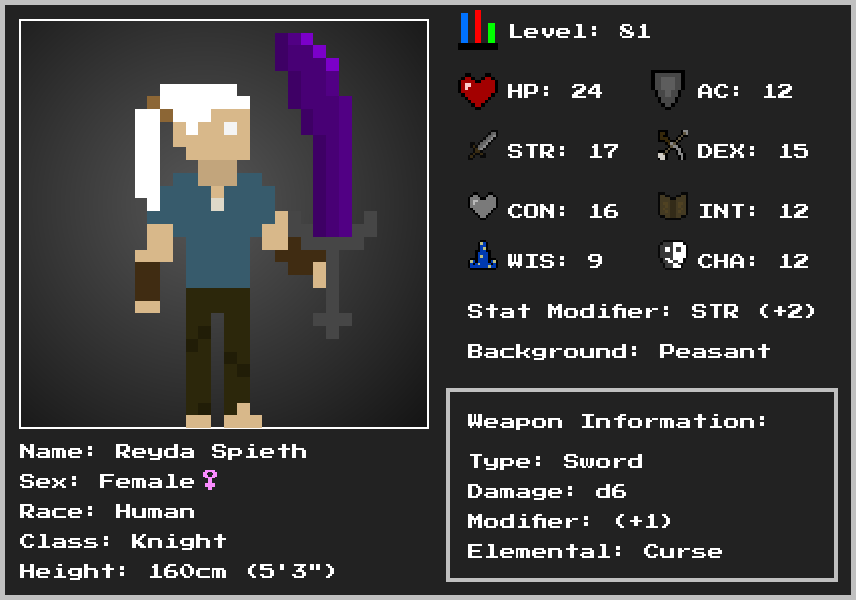 Level: 81
HP: 24
AC: 12
STR: 17
DEX: 15
CON: 16
INT: 12
WIS: 9
CHA: 12
Stat Modifier: STR (+2)
Background: Peasant
Weapon Information:
Type: Sword
Damage: d6
Modifier: (+1)
Elemental: Curse
Name: Reyda Spieth
Sex: Female♀
Race: Human
Class: Knight
Height: 160cm (5'3")